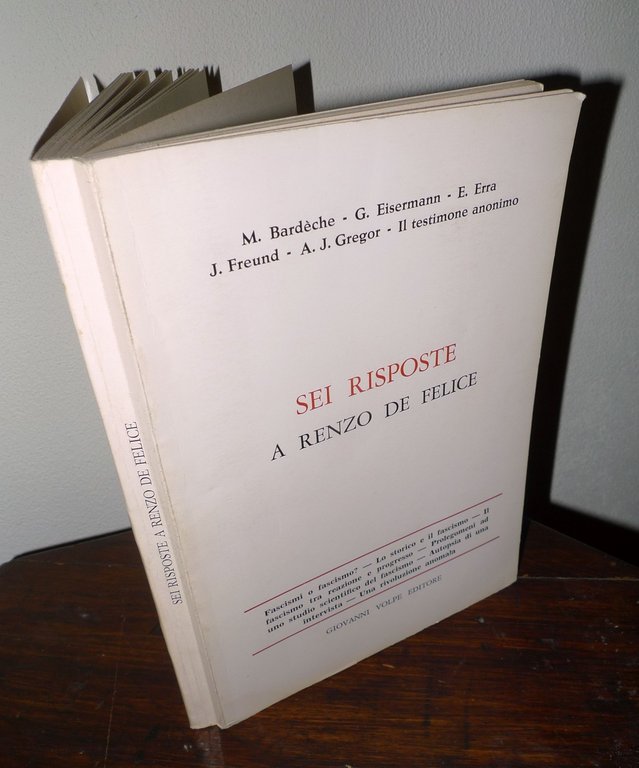 M. Bardèche - G. Eisermann - E. Erra
J. Freund - A. J. Gregor - Il testimone anonimo
SEI RISPOSTE
A RENZO DE FELICE
Fascismi o fascismo? — Lo storico e il fascismo — Il
fascismo tra reazione e progresso — Prolegomeni ad
uno studio scientifico del fascismo — Autopsia di una
intervista — Una rivoluzione anomala
GIOVANNI VOLPE EDITORE
SEI RISPOSTE A RENZO DE FELICE